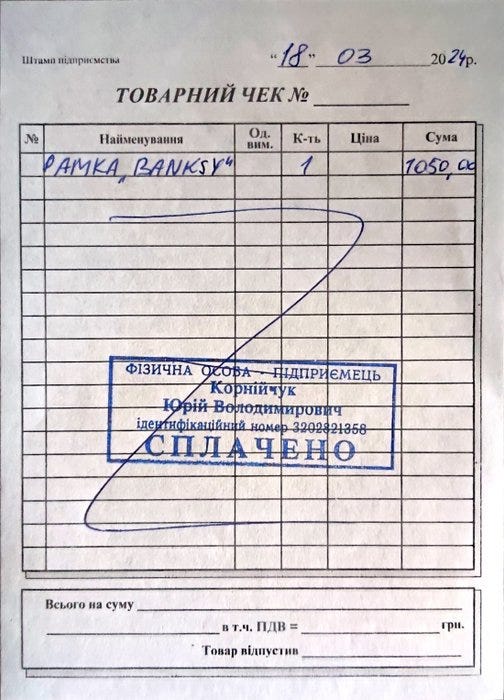 Штамп підприємства "18" 03 2024р.
ТОВАРНИЙ ЧЕК №
№ Найменування Од. вим. К-ть Ціна Сума
РАМКА „BANKSY" 1 1050,00
ФІЗИЧНА ОСОБА - ПІДПРИЄМЕЦЬ
Корнійчук
Юрій Володимирович
ідентифікаційний номер 3202821358
СПЛАЧЕНО
Всього на суму
в т.ч. ПДВ = грн.
Товар відпустив